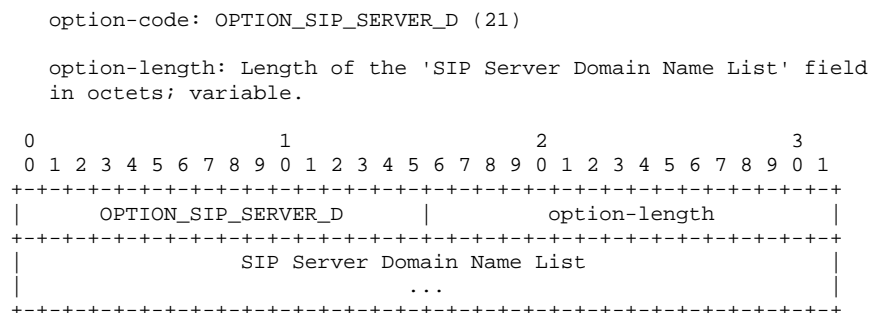 option-code: OPTION_SIP_SERVER_D (21)
option-length: Length of the 'SIP Server Domain Name List' field
in octets; variable.
 0                   1                   2                   3
 0 1 2 3 4 5 6 7 8 9 0 1 2 3 4 5 6 7 8 9 0 1 2 3 4 5 6 7 8 9 0 1
+-+-+-+-+-+-+-+-+-+-+-+-+-+-+-+-+-+-+-+-+-+-+-+-+-+-+-+-+-+-+-+-+
|      OPTION_SIP_SERVER_D      |         option-length         |
+-+-+-+-+-+-+-+-+-+-+-+-+-+-+-+-+-+-+-+-+-+-+-+-+-+-+-+-+-+-+-+-+
|                 SIP Server Domain Name List                   |
|                              ...                              |
+-+-+-+-+-+-+-+-+-+-+-+-+-+-+-+-+-+-+-+-+-+-+-+-+-+-+-+-+-+-+-+-+